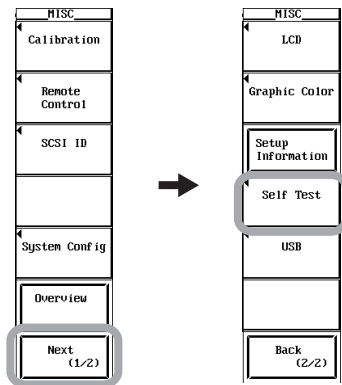 MISC
Calibration
Remote
Control
SCSI ID
System Config
Overview
Next
(1/2)
MISC
LCD
Graphic Color
Setup
Information
Self Test
USB
Back
(2/2)